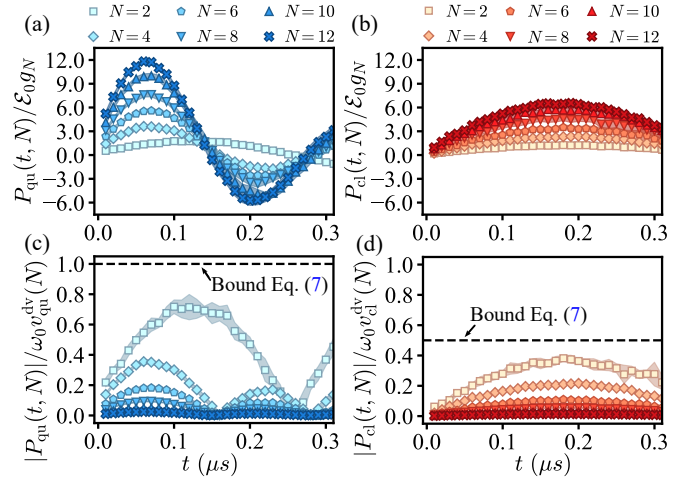 (a)
N = 2
N = 6
N = 10
N = 4
N = 8
N = 12
P_qu(t, N)/ℰ_0 g_N
12.0
9.0
6.0
3.0
0.0
−3.0
−6.0
0.0
0.1
0.2
0.3
(b)
N = 2
N = 6
N = 10
N = 4
N = 8
N = 12
P_cl(t, N)/ℰ_0 g_N
12.0
9.0
6.0
3.0
0.0
−3.0
−6.0
0.0
0.1
0.2
0.3
(c)
|P_qu(t, N)|/ω_0 v_qu^dv(N)
1.0
0.8
0.6
0.4
0.2
0.0
Bound Eq. (7)
0.0
0.1
0.2
0.3
t (μs)
(d)
|P_cl(t, N)|/ω_0 v_cl^dv(N)
1.0
0.8
0.6
0.4
0.2
0.0
Bound Eq. (7)
0.0
0.1
0.2
0.3
t (μs)